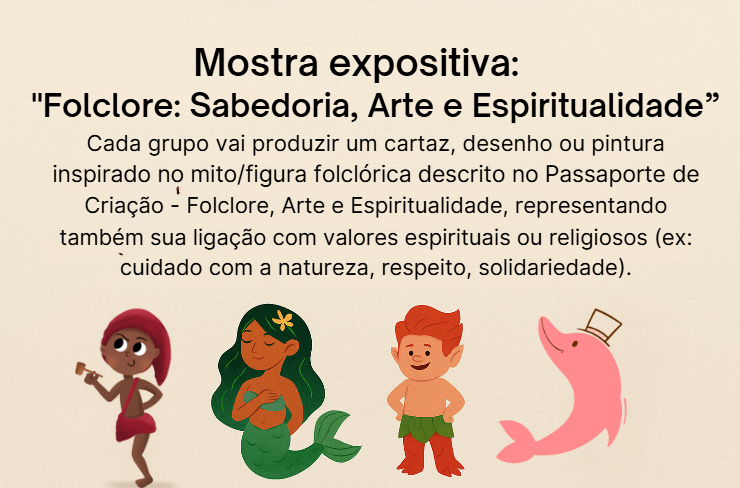 Mostra expositiva:
"Folclore: Sabedoria, Arte e Espiritualidade”
Cada grupo vai produzir um cartaz, desenho ou pintura
inspirado no mito/figura folclórica descrito no Passaporte de
Criação - Folclore, Arte e Espiritualidade, representando
também sua ligação com valores espirituais ou religiosos (ex:
cuidado com a natureza, respeito, solidariedade).